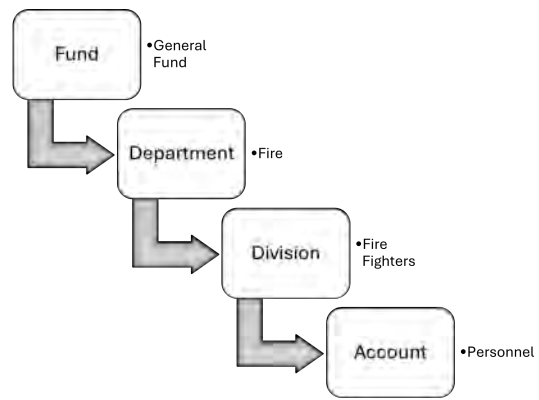 Fund
•General
Fund
Department
•Fire
Division
•Fire
Fighters
Account
•Personnel